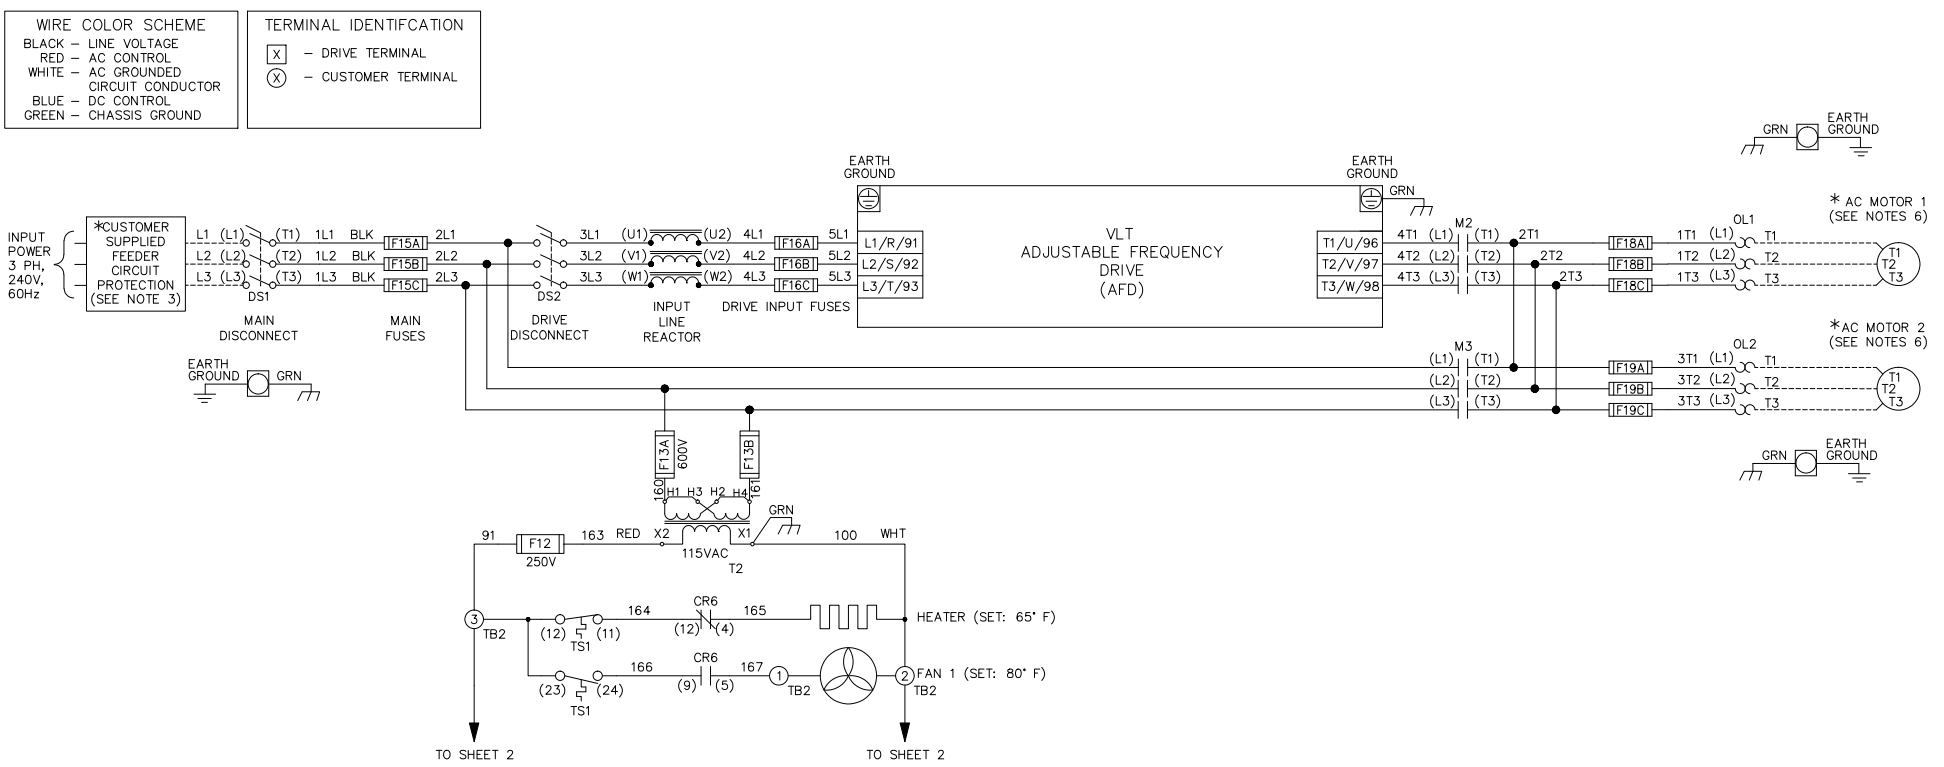 WIRE COLOR SCHEME
BLACK – LINE VOLTAGE
RED – AC CONTROL
WHITE – AC GROUNDED
CIRCUIT CONDUCTOR
BLUE – DC CONTROL
GREEN – CHASSIS GROUND
TERMINAL IDENTIFCATION
X – DRIVE TERMINAL
X – CUSTOMER TERMINAL
GRN
EARTH
GROUND
INPUT
POWER
3 PH,
240V,
60Hz
*CUSTOMER
SUPPLIED
FEEDER
CIRCUIT
PROTECTION
(SEE NOTE 3)
L1 (L1) (T1) 1L1 BLK F15A 2L1
L2 (L2) (T2) 1L2 BLK F15B 2L2
L3 (L3) (T3) 1L3 BLK F15C 2L3
DS1
MAIN
DISCONNECT
MAIN
FUSES
3L1 (U1) (U2) 4L1 F16A 5L1
3L2 (V1) (V2) 4L2 F16B 5L2
3L3 (W1) (W2) 4L3 F16C 5L3
DS2
DRIVE
DISCONNECT
INPUT
LINE
REACTOR
DRIVE INPUT FUSES
EARTH
GROUND
EARTH
GROUND
GRN
L1/R/91
L2/S/92
L3/T/93
VLT
ADJUSTABLE FREQUENCY
DRIVE
(AFD)
T1/U/96
T2/V/97
T3/W/98
M2
4T1 (L1) (T1) 2T1 F18A 1T1 (L1) T1
4T2 (L2) (T2) 2T2 F18B 1T2 (L2) T2
4T3 (L3) (T3) 2T3 F18C 1T3 (L3) T3
OL1
* AC MOTOR 1
(SEE NOTES 6)
T1
T2
T3
M3
(L1) (T1) F19A 3T1 (L1) T1
(L2) (T2) F19B 3T2 (L2) T2
(L3) (T3) F19C 3T3 (L3) T3
OL2
*AC MOTOR 2
(SEE NOTES 6)
T1
T2
T3
EARTH
GROUND
GRN
GRN
EARTH
GROUND
F13A
600V
F13B
160
161
H1 H3 H2 H4
GRN
91 F12 163 RED X2 X1 100 WHT
250V
115VAC
T2
3
TB2
(12) (11)
TS1
164
CR6
(12) (4)
165
HEATER (SET: 65° F)
(23) (24)
TS1
166
CR6
(9) (5)
167
1
TB2
2
TB2
FAN 1 (SET: 80° F)
TO SHEET 2
TO SHEET 2